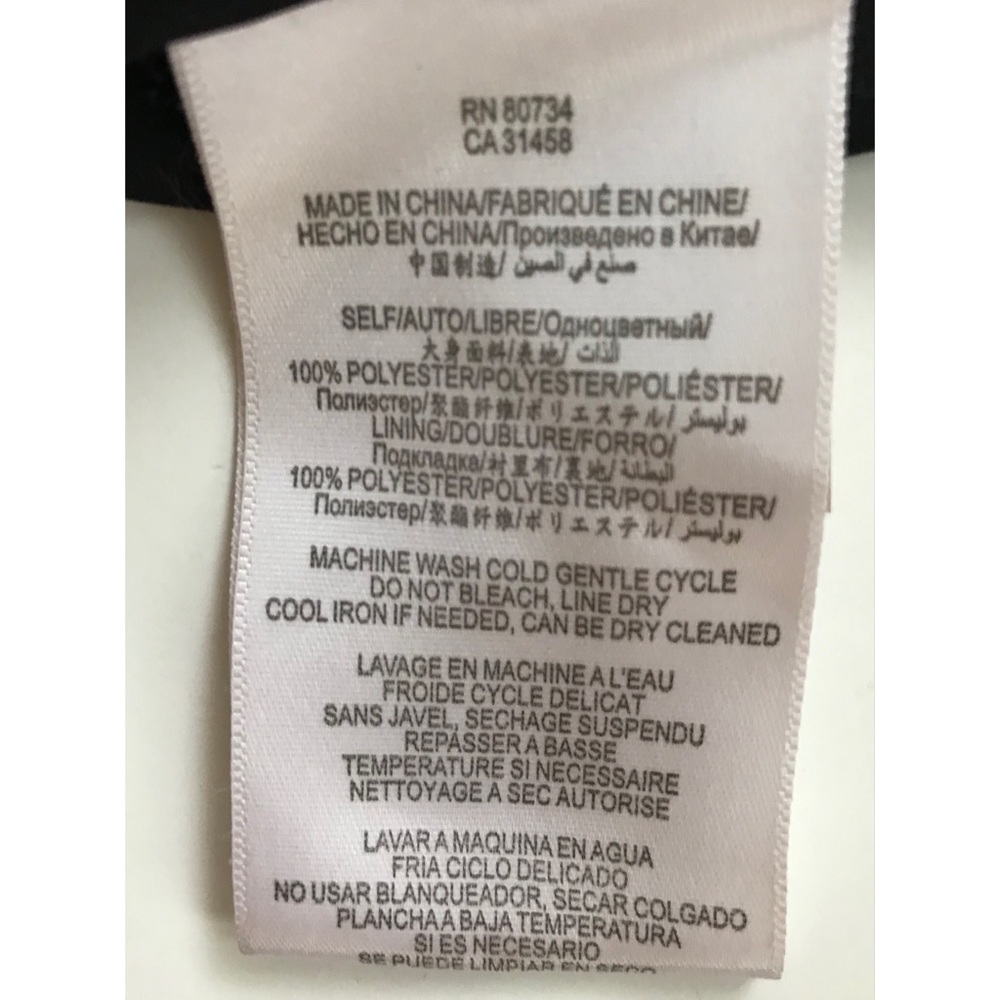 RN 80734
CA 31458
MADE IN CHINA/FABRIQUÉ EN CHINE/
HECHO EN CHINA/Произведено в Китае/
中国制造/ صنع في الصين
SELF/AUTO/LIBRE/Одноцветный/
大身面料/表地/ الذات
100% POLYESTER/POLYESTER/POLIÉSTER/
Полиэстер/聚酯纤维/ポリエステル/ بوليستر
LINING/DOUBLURE/FORRO/
Подкладка/衬里布/裏地/ البطانة
100% POLYESTER/POLYESTER/POLIÉSTER/
Полиэстер/聚酯纤维/ポリエステル/ بوليستر
MACHINE WASH COLD GENTLE CYCLE
DO NOT BLEACH, LINE DRY
COOL IRON IF NEEDED, CAN BE DRY CLEANED
LAVAGE EN MACHINE A L'EAU
FROIDE CYCLE DELICAT
SANS JAVEL, SECHAGE SUSPENDU
REPASSER A BASSE
TEMPERATURE SI NECESSAIRE
NETTOYAGE A SEC AUTORISE
LAVAR A MAQUINA EN AGUA
FRIA CICLO DELICADO
NO USAR BLANQUEADOR, SECAR COLGADO
PLANCHA A BAJA TEMPERATURA
SI ES NECESARIO
SE PUEDE LIMPIAR EN SECO